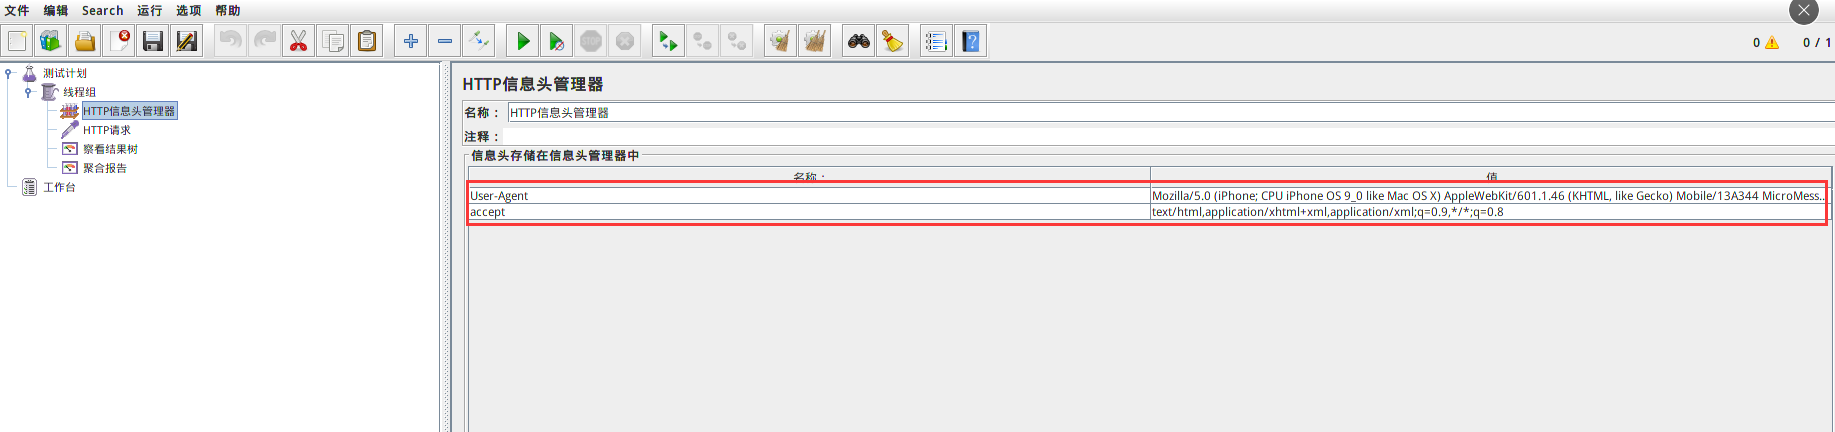 文件 编辑 Search 运行 选项 帮助
STOP
0 0 / 1
测试计划
线程组
HTTP信息头管理器
HTTP请求
察看结果树
聚合报告
工作台
HTTP信息头管理器
名称： HTTP信息头管理器
注释：
信息头存储在信息头管理器中
名称： 值
User-Agent Mozilla/5.0 (iPhone; CPU iPhone OS 9_0 like Mac OS X) AppleWebKit/601.1.46 (KHTML, like Gecko) Mobile/13A344 MicroMess...
accept text/html,application/xhtml+xml,application/xml;q=0.9,*/*;q=0.8